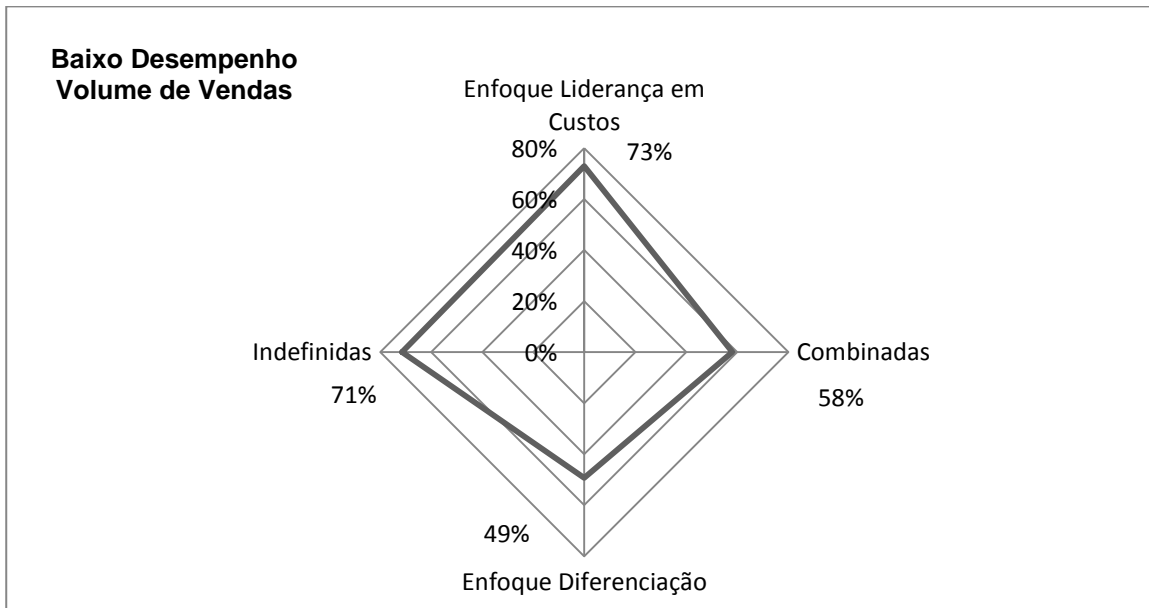 Baixo Desempenho
Volume de Vendas
Enfoque Liderança em
Custos
73%
80%
60%
40%
20%
0%
Combinadas
58%
Enfoque Diferenciação
49%
Indefinidas
71%